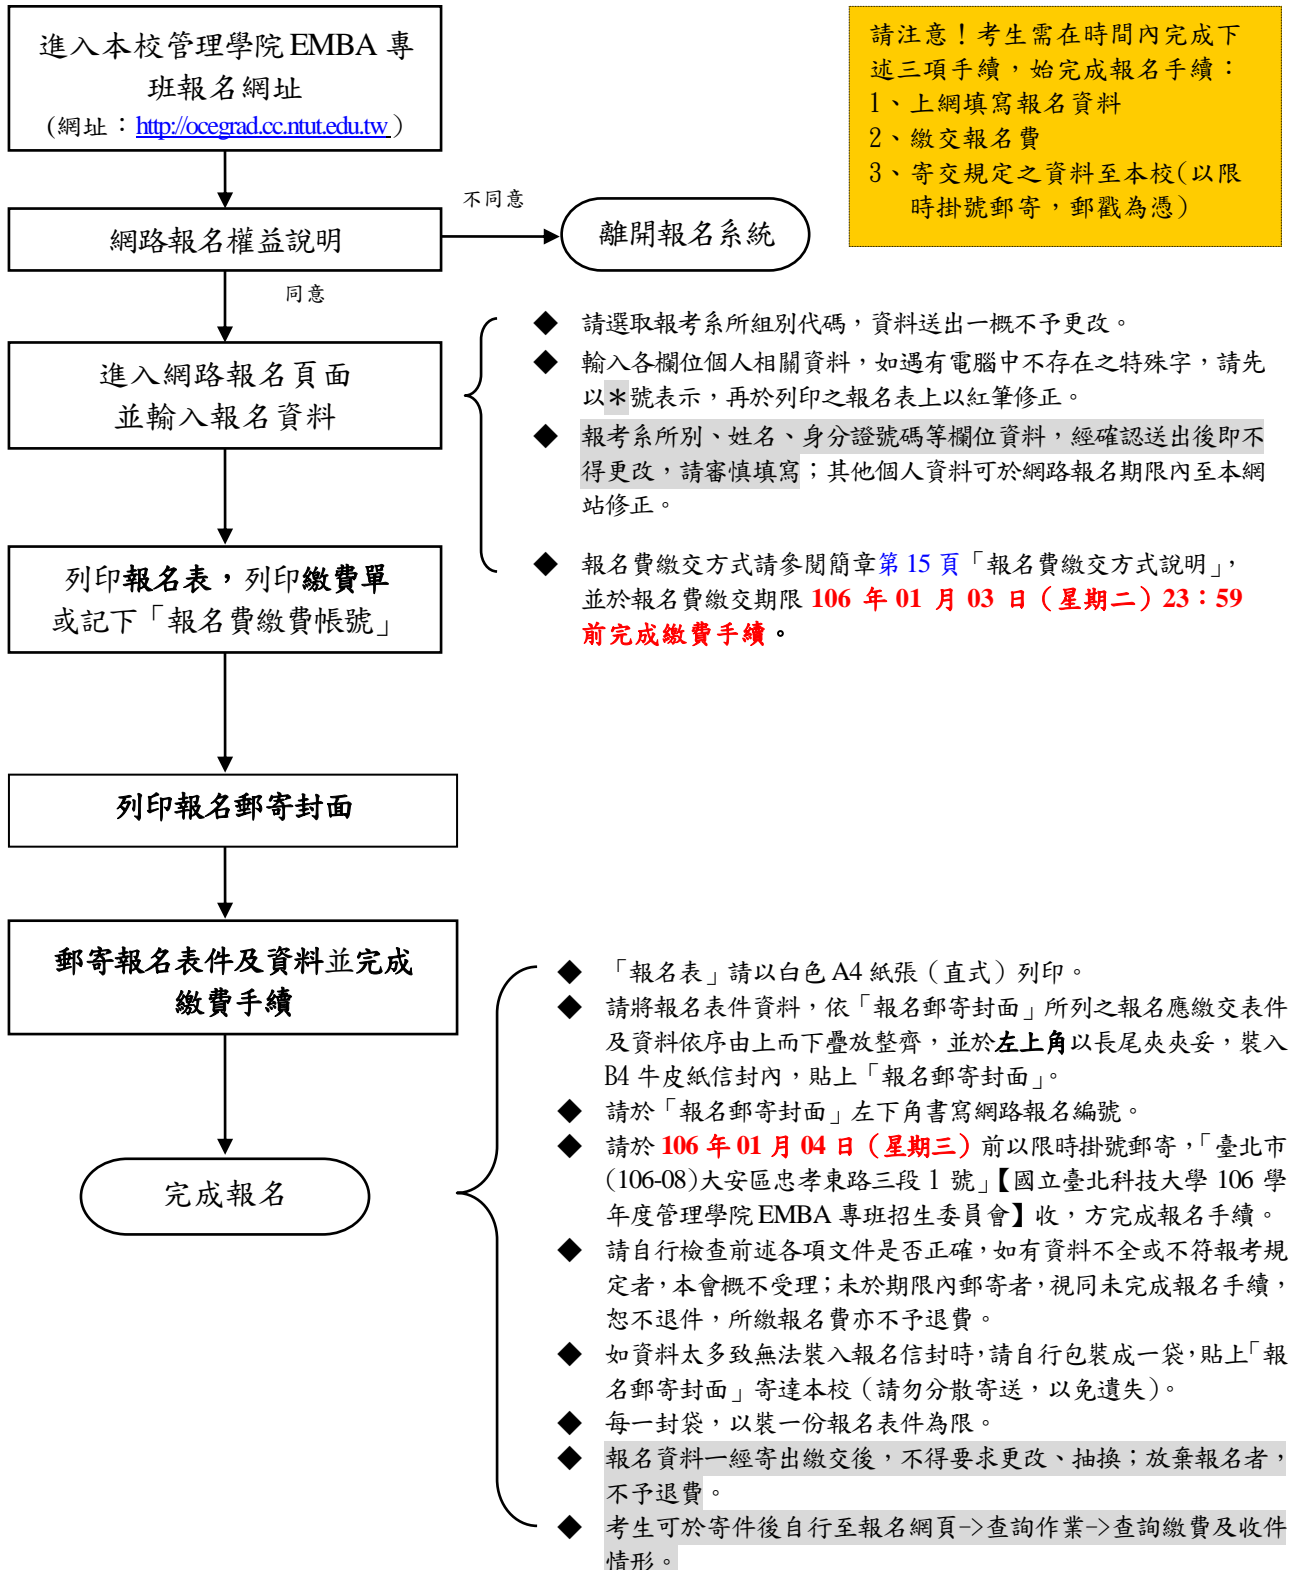 進入本校管理學院 EMBA 專
班報名網址
(網址：http://ocegrad.cc.ntut.edu.tw）
請注意！考生需在時間內完成下
述三項手續，始完成報名手續：
1、上網填寫報名資料
2、繳交報名費
3、寄交規定之資料至本校(以限
時掛號郵寄，郵戳為憑)
網路報名權益說明
不同意
離開報名系統
同意
進入網路報名頁面
並輸入報名資料
◆ 請選取報考系所組別代碼，資料送出一概不予更改。
◆ 輸入各欄位個人相關資料，如遇有電腦中不存在之特殊字，請先
以＊號表示，再於列印之報名表上以紅筆修正。
◆ 報考系所別、姓名、身分證號碼等欄位資料，經確認送出後即不
得更改，請審慎填寫；其他個人資料可於網路報名期限內至本網
站修正。
◆ 報名費繳交方式請參閱簡章第 15 頁「報名費繳交方式說明」，
並於報名費繳交期限 106 年 01 月 03 日（星期二）23：59
前完成繳費手續。
列印報名表，列印繳費單
或記下「報名費繳費帳號」
列印報名郵寄封面
郵寄報名表件及資料並完成
繳費手續
完成報名
◆ 「報名表」請以白色 A4 紙張（直式）列印。
◆ 請將報名表件資料，依「報名郵寄封面」所列之報名應繳交表件
及資料依序由上而下疊放整齊，並於左上角以長尾夾夾妥，裝入
B4 牛皮紙信封內，貼上「報名郵寄封面」。
◆ 請於「報名郵寄封面」左下角書寫網路報名編號。
◆ 請於 106 年 01 月 04 日（星期三）前以限時掛號郵寄，「臺北市
(106-08)大安區忠孝東路三段 1 號」【國立臺北科技大學 106 學
年度管理學院 EMBA 專班招生委員會】收，方完成報名手續。
◆ 請自行檢查前述各項文件是否正確，如有資料不全或不符報考規
定者，本會概不受理；未於期限內郵寄者，視同未完成報名手續，
恕不退件，所繳報名費亦不予退費。
◆ 如資料太多致無法裝入報名信封時，請自行包裝成一袋，貼上「報
名郵寄封面」寄達本校（請勿分散寄送，以免遺失）。
◆ 每一封袋，以裝一份報名表件為限。
◆ 報名資料一經寄出繳交後，不得要求更改、抽換；放棄報名者，
不予退費。
◆ 考生可於寄件後自行至報名網頁->查詢作業->查詢繳費及收件
情形。